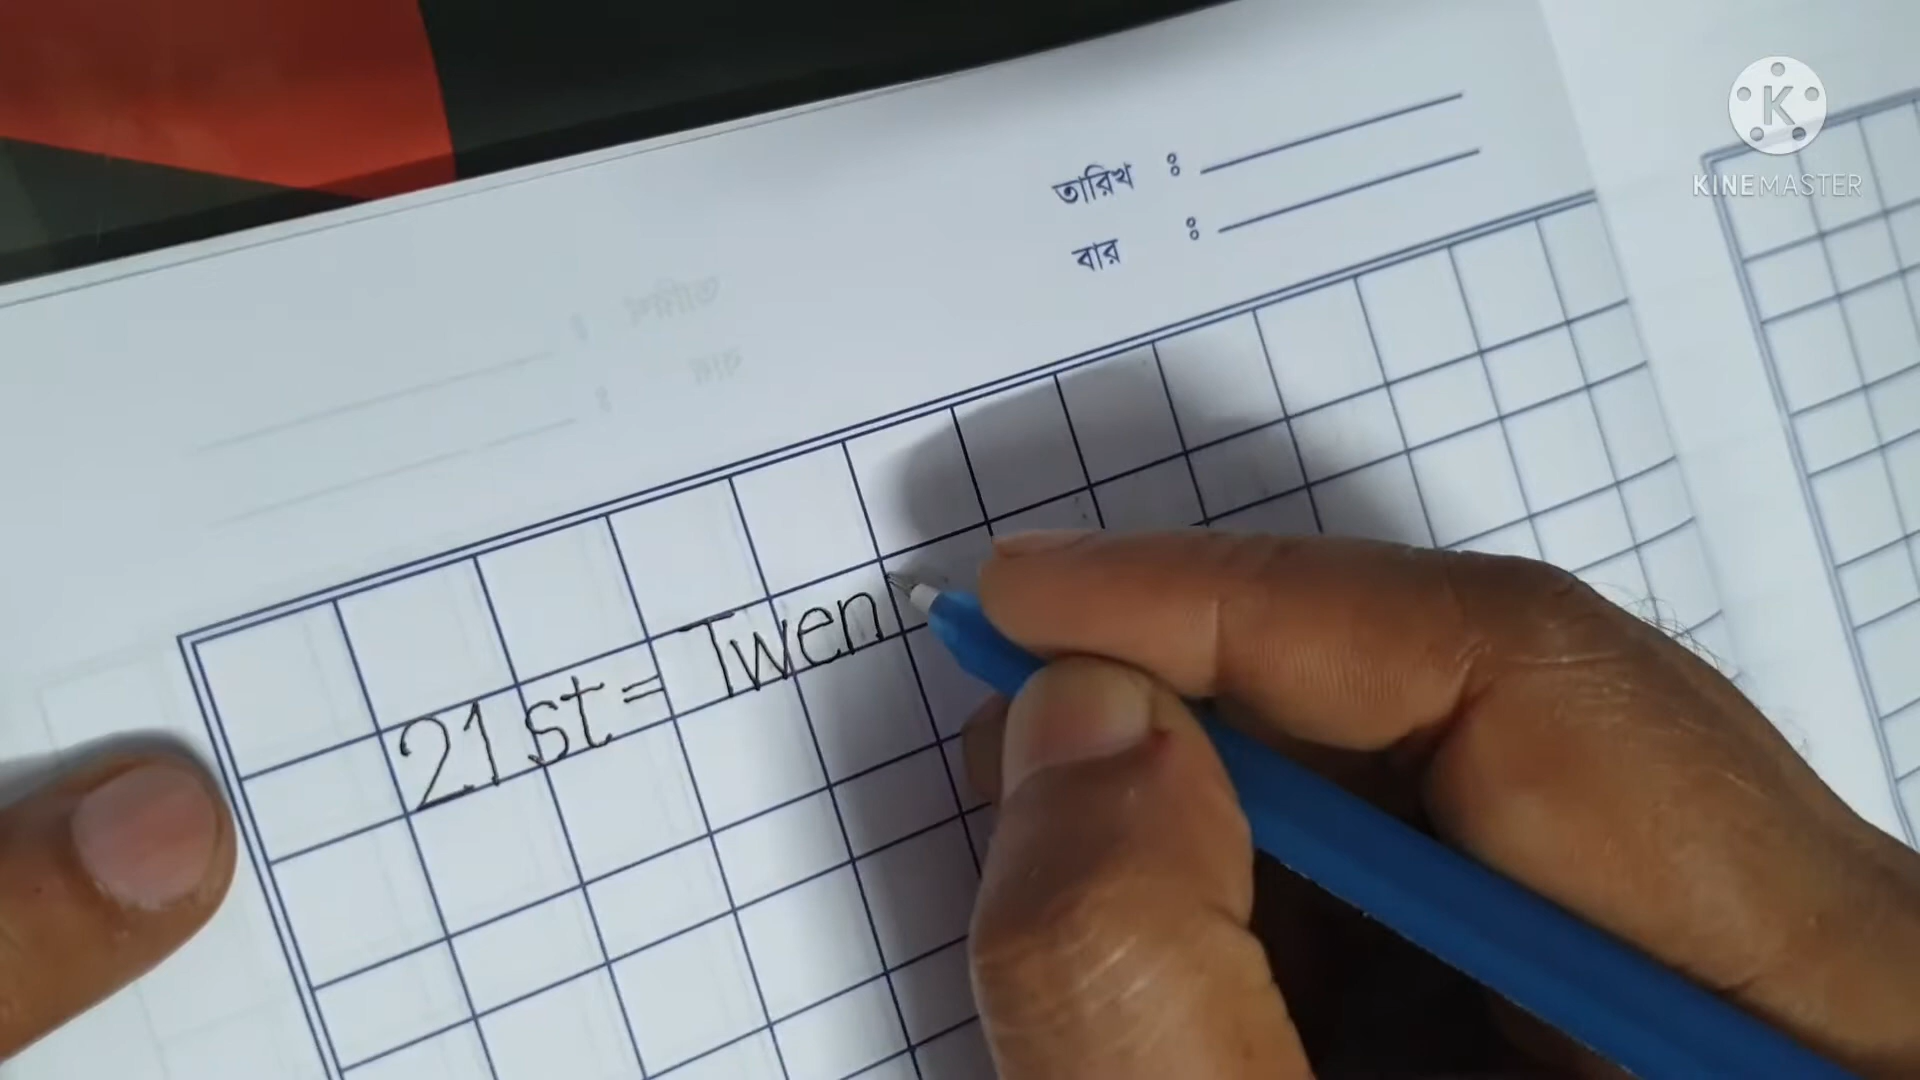 KINEMASTER
তারিখ :
বার :
21st = Twen